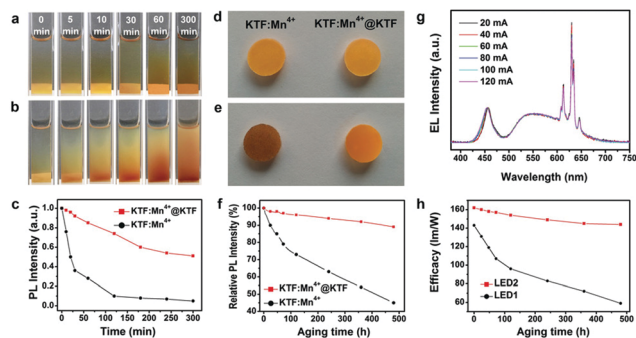 a
0
min
5
min
10
min
30
min
60
min
300
min
b
c
PL Intensity (a.u.)
1.0
0.8
0.6
0.4
0.2
0.0
KTF:Mn4+@KTF
KTF:Mn4+
0 60 120 180 240 300
Time (min)
d
KTF:Mn4+ KTF:Mn4+@KTF
e
f
Relative PL Intensity (%)
100
90
80
70
60
50
40
KTF:Mn4+@KTF
KTF:Mn4+
0 100 200 300 400 500
Aging time (h)
g
EL Intensity (a.u.)
20 mA
40 mA
60 mA
80 mA
100 mA
120 mA
400 450 500 550 600 650 700 750
Wavelength (nm)
h
Efficacy (lm/W)
160
140
120
100
80
60
LED2
LED1
0 100 200 300 400 500
Aging time (h)